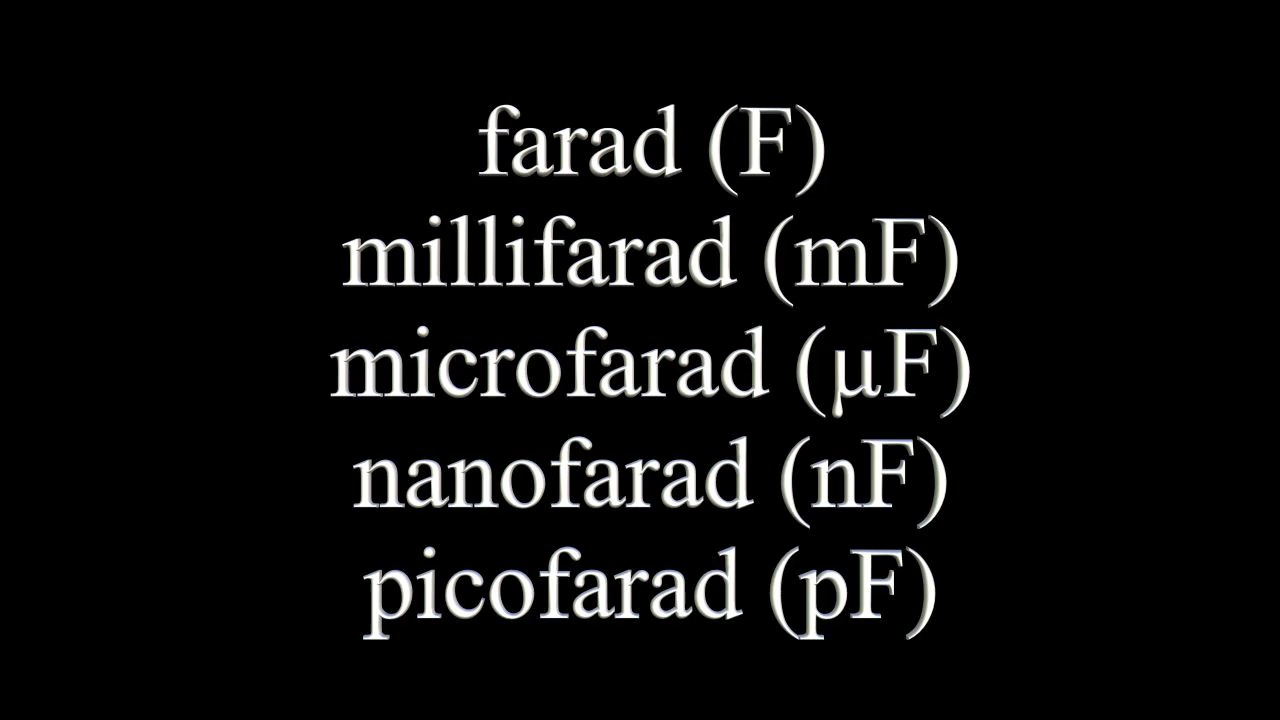 farad (F)
millifarad (mF)
microfarad (µF)
nanofarad (nF)
picofarad (pF)